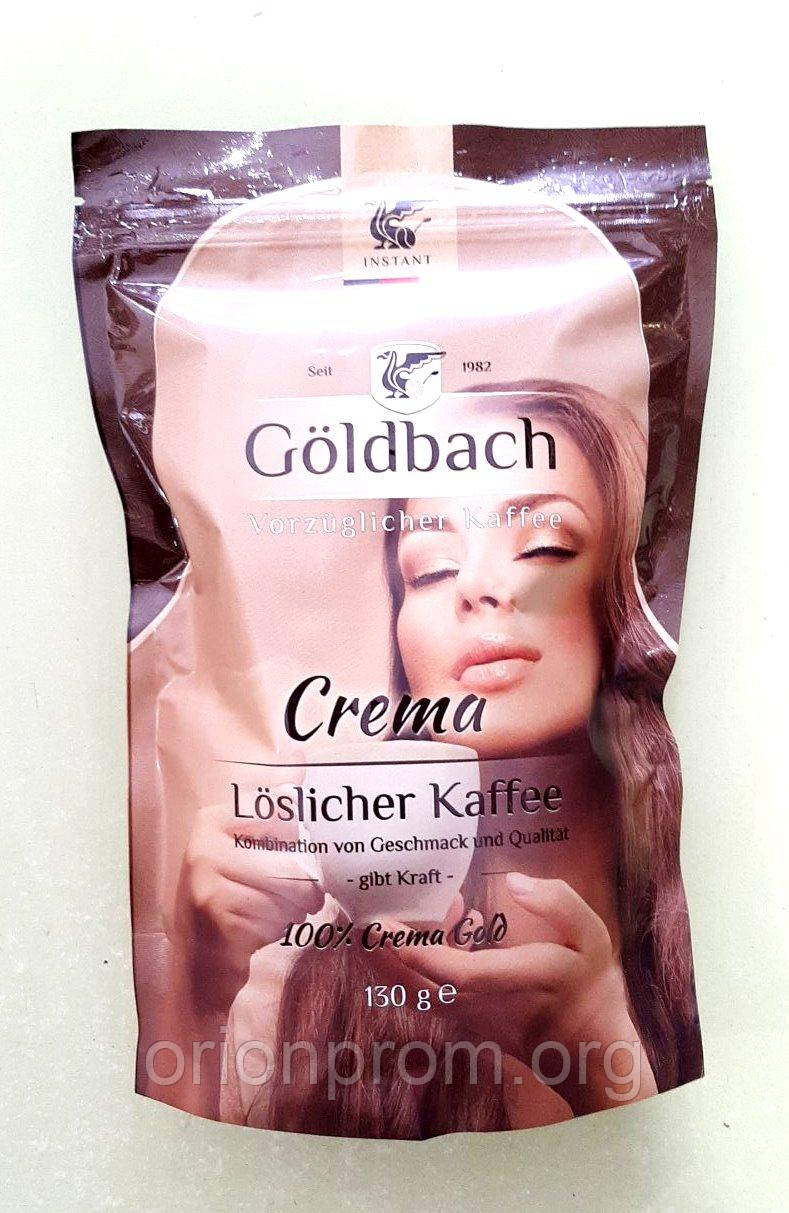 INSTANT
Seit 1982
Göldbach
Vorzüglicher Kaffee
Crema
Löslicher Kaffee
Kombination von Geschmack und Qualität
- gibt Kraft -
100% Crema Gold
130 g ℮
orionprom.org